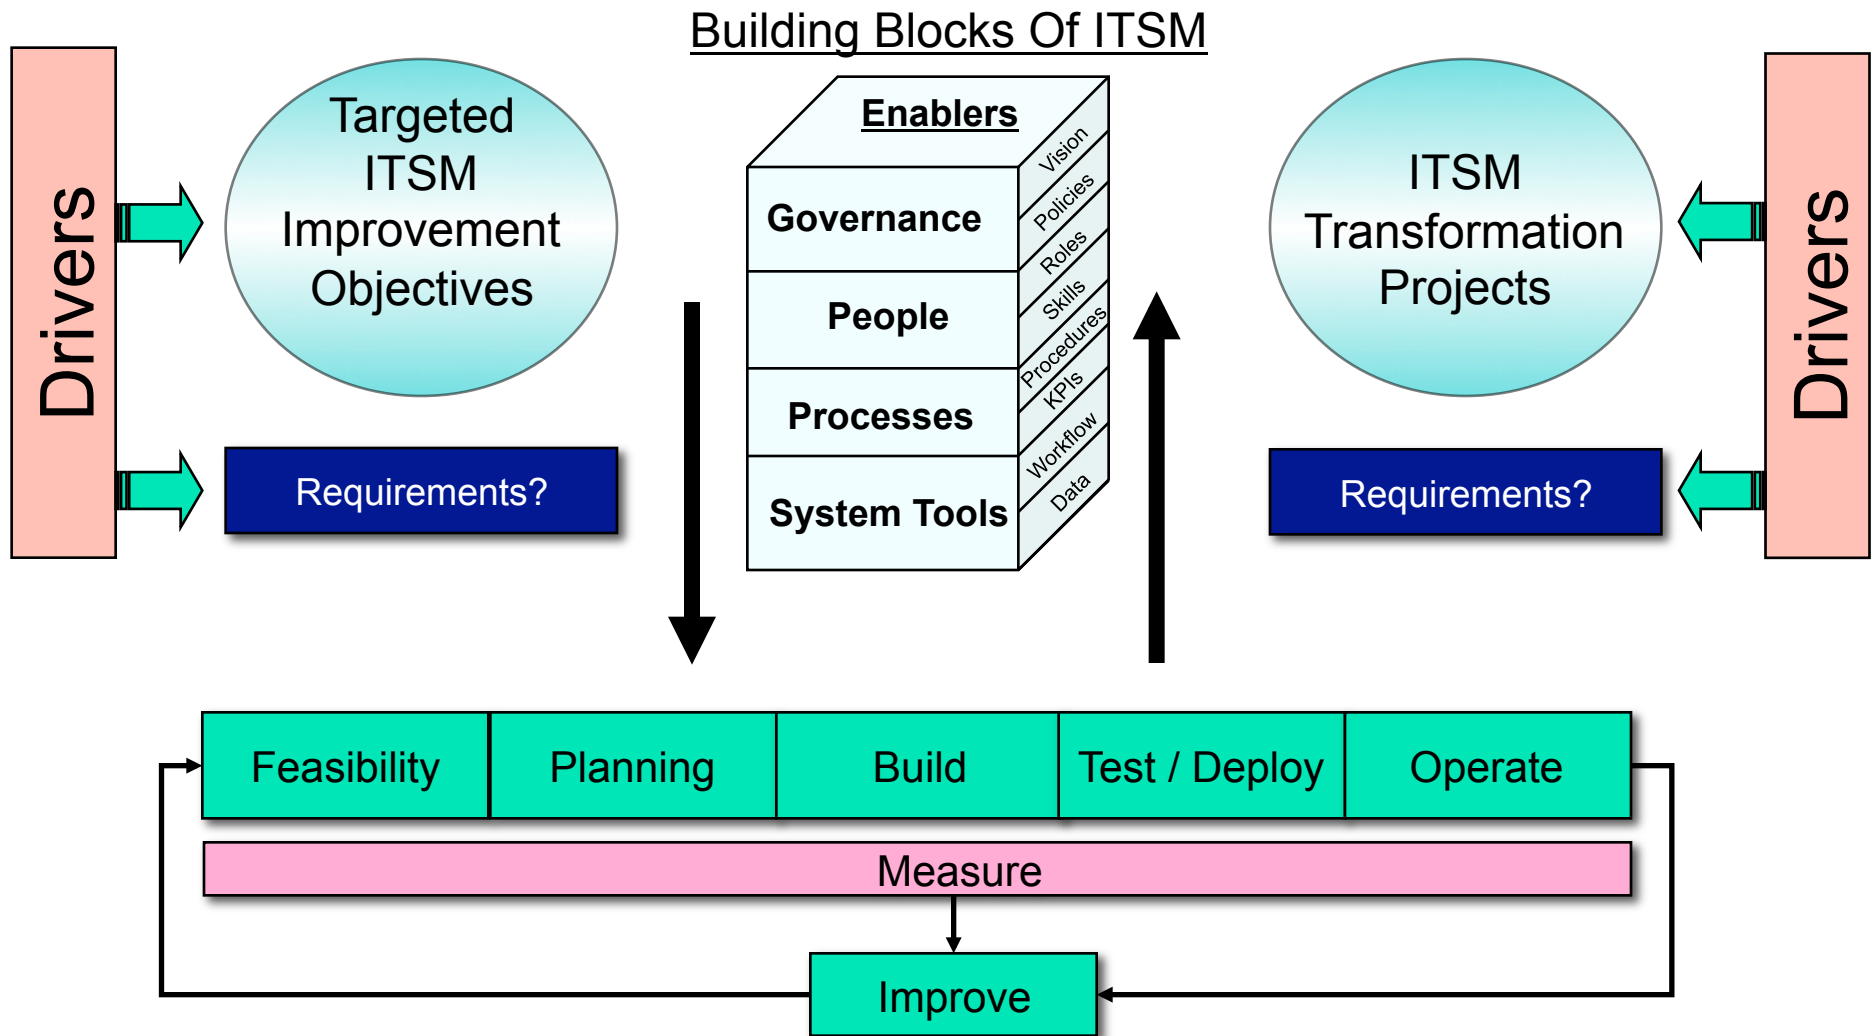 Building Blocks Of ITSM
Drivers
Targeted
ITSM
Improvement
Objectives
Requirements?
Enablers
Governance
People
Processes
System Tools
Vision
Policies
Roles
Skills
Procedures
KPIs
Workflow
Data
ITSM
Transformation
Projects
Requirements?
Drivers
Feasibility
Planning
Build
Test / Deploy
Operate
Measure
Improve